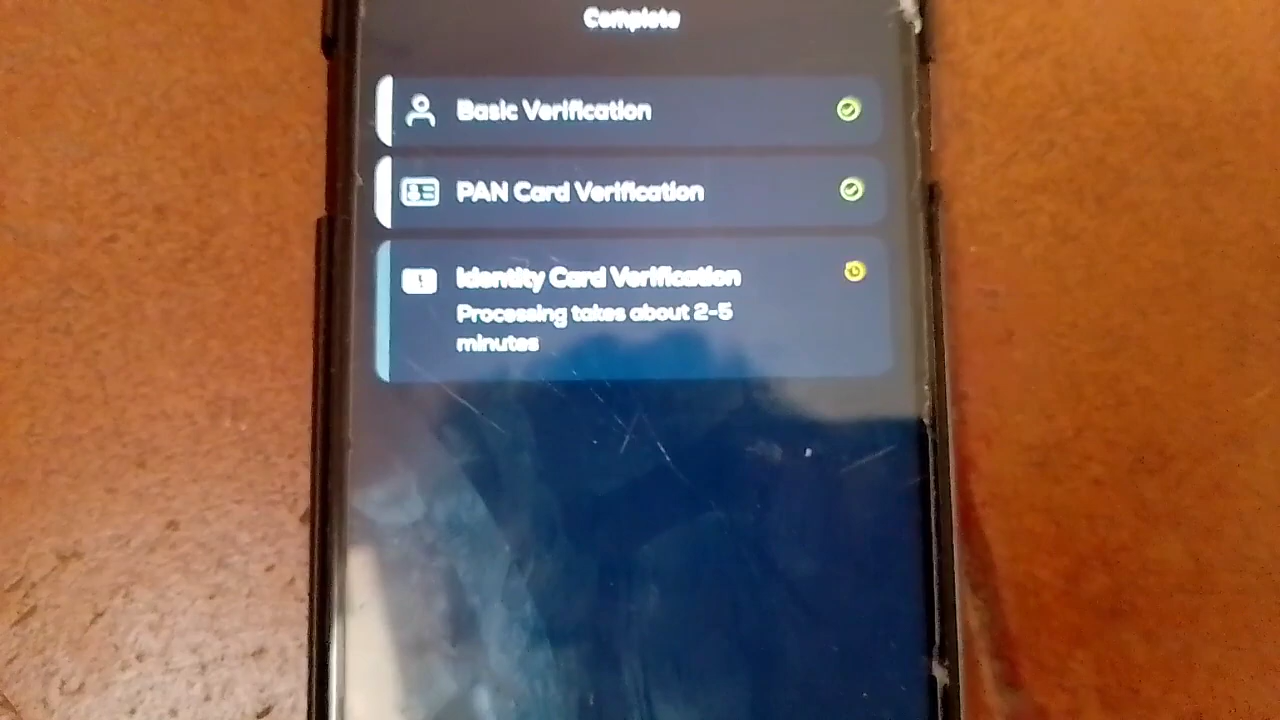 Complete
Basic Verification
PAN Card Verification
Identity Card Verification
Processing takes about 2-5
minutes